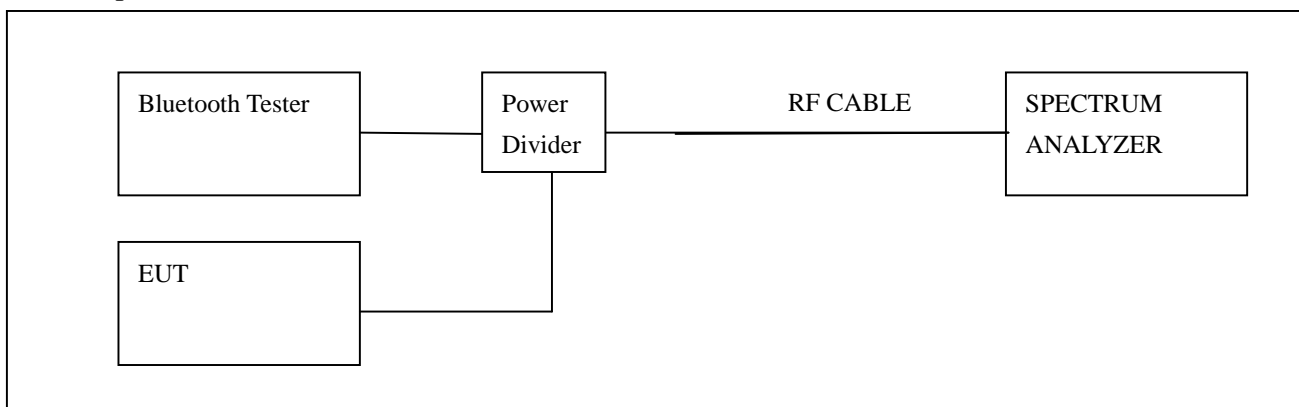 Bluetooth Tester
Power
Divider
RF CABLE
SPECTRUM
ANALYZER
EUT